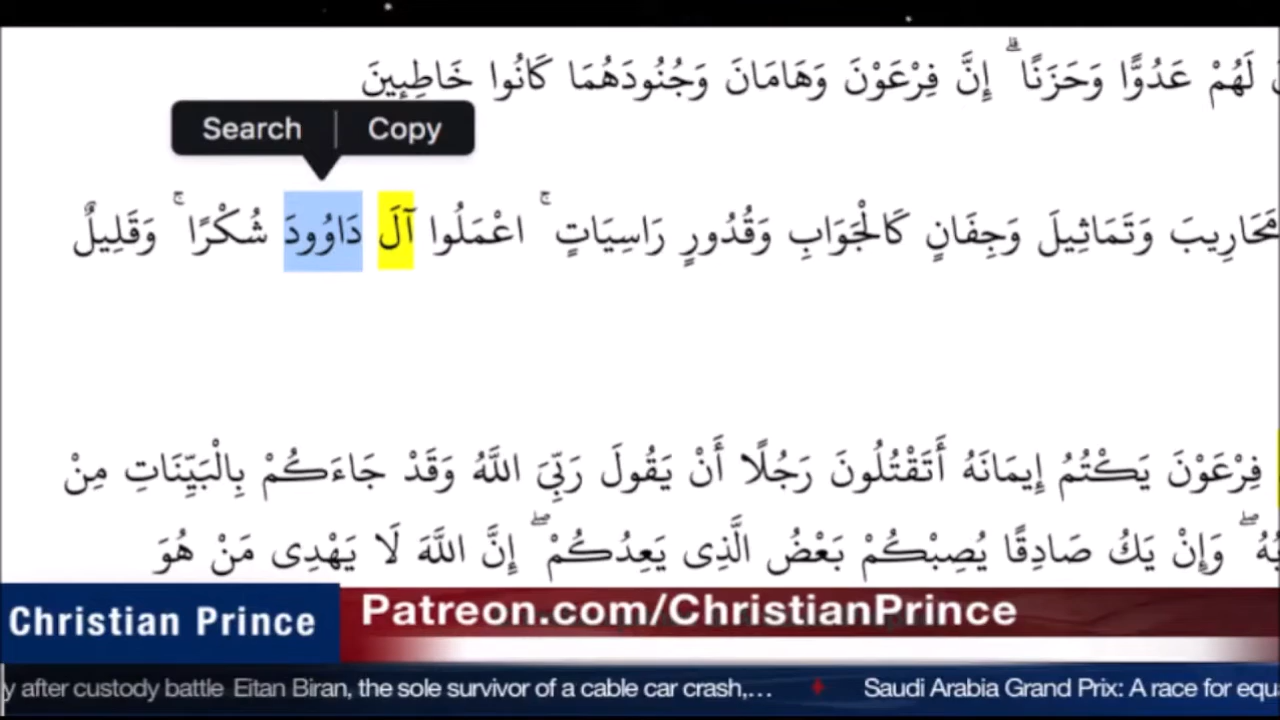 لَهُمْ عَدُوًّا وَحَزَنًا ۗ إِنَّ فِرْعَوْنَ وَهَامَانَ وَجُنُودَهُمَا كَانُوا خَاطِئِينَ
Search Copy
مَحَارِيبَ وَتَمَاثِيلَ وَجِفَانٍ كَالْجَوَابِ وَقُدُورٍ رَاسِيَاتٍ ۚ اعْمَلُوا آلَ دَاوُودَ شُكْرًا ۚ وَقَلِيلٌ
فِرْعَوْنَ يَكْتُمُ إِيمَانَهُ أَتَقْتُلُونَ رَجُلًا أَنْ يَقُولَ رَبِّيَ اللَّهُ وَقَدْ جَاءَكُمْ بِالْبَيِّنَاتِ مِنْ
ۖ وَإِنْ يَكُ صَادِقًا يُصِبْكُمْ بَعْضُ الَّذِي يَعِدُكُمْ ۖ إِنَّ اللَّهَ لَا يَهْدِي مَنْ هُوَ
Christian Prince
Patreon.com/ChristianPrince
y after custody battle Eitan Biran, the sole survivor of a cable car crash,... Saudi Arabia Grand Prix: A race for equ